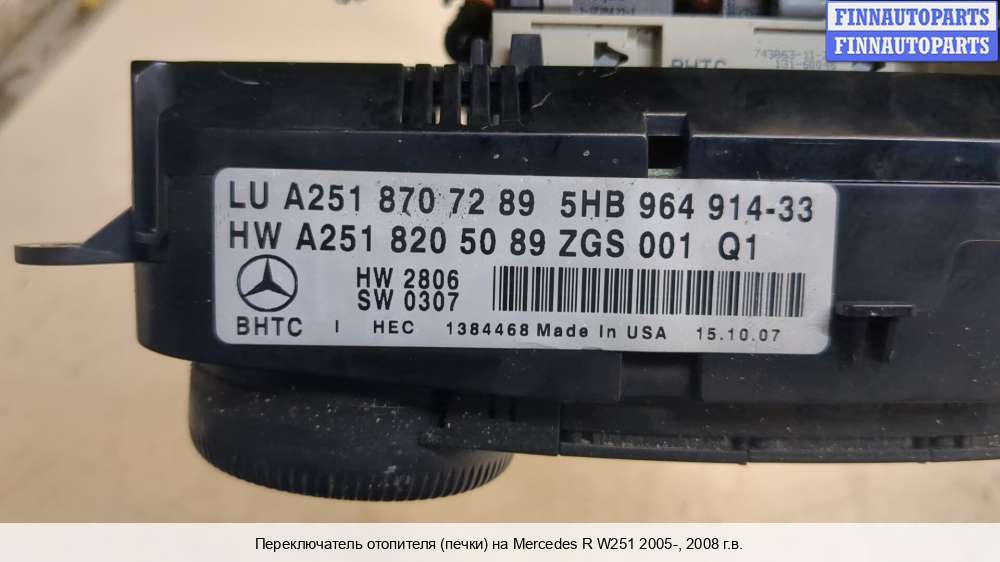 FINNAUTOPARTS
FINNAUTOPARTS
BHTC
LU A251 870 72 89 5HB 964 914-33
HW A251 820 50 89 ZGS 001 Q1
HW 2806
SW 0307
BHTC I HEC 1384468 Made In USA 15.10.07
Переключатель отопителя (печки) на Mercedes R W251 2005-, 2008 г.в.